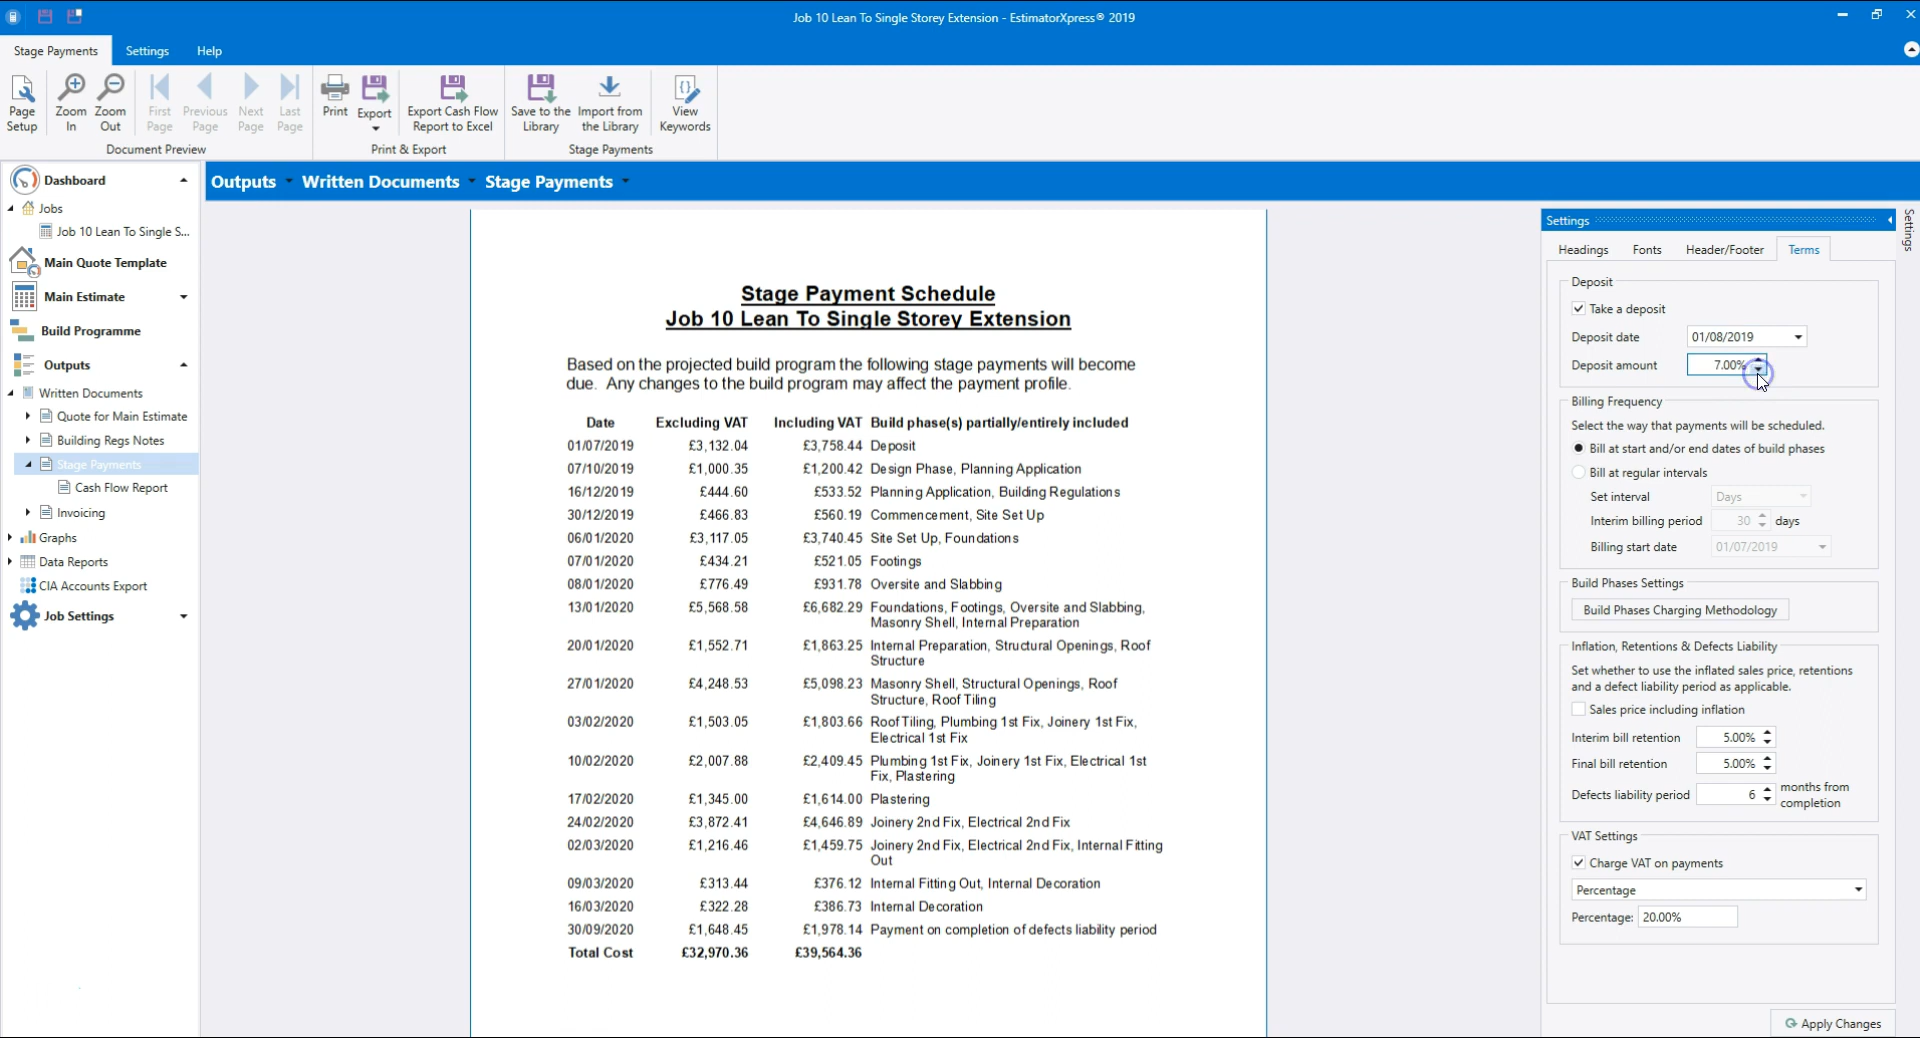 Job 10 Lean To Single Storey Extension - EstimatorXpress® 2019
Stage Payments
Settings
Help
Page Setup
Zoom In
Zoom Out
First Page
Previous Page
Next Page
Last Page
Print
Export
Export Cash Flow Report to Excel
Save to the Library
Import from the Library
View Keywords
Document Preview
Print & Export
Stage Payments
Dashboard
Jobs
Job 10 Lean To Single S...
Main Quote Template
Main Estimate
Build Programme
Outputs
Written Documents
Quote for Main Estimate
Building Regs Notes
Stage Payments
Cash Flow Report
Invoicing
Graphs
Data Reports
CIA Accounts Export
Job Settings
Outputs Written Documents Stage Payments
Stage Payment Schedule
Job 10 Lean To Single Storey Extension
Based on the projected build program the following stage payments will become
due. Any changes to the build program may affect the payment profile.
Date Excluding VAT Including VAT Build phase(s) partially/entirely included
01/07/2019 £3,132.04 £3,758.44 Deposit
07/10/2019 £1,000.35 £1,200.42 Design Phase, Planning Application
16/12/2019 £444.60 £533.52 Planning Application, Building Regulations
30/12/2019 £466.83 £560.19 Commencement, Site Set Up
06/01/2020 £3,117.05 £3,740.45 Site Set Up, Foundations
07/01/2020 £434.21 £521.05 Footings
08/01/2020 £776.49 £931.78 Oversite and Slabbing
13/01/2020 £5,568.58 £6,682.29 Foundations, Footings, Oversite and Slabbing,
Masonry Shell, Internal Preparation
20/01/2020 £1,552.71 £1,863.25 Internal Preparation, Structural Openings, Roof
Structure
27/01/2020 £4,248.53 £5,098.23 Masonry Shell, Structural Openings, Roof
Structure, Roof Tiling
03/02/2020 £1,503.05 £1,803.66 Roof Tiling, Plumbing 1st Fix, Joinery 1st Fix,
Electrical 1st Fix
10/02/2020 £2,007.88 £2,409.45 Plumbing 1st Fix, Joinery 1st Fix, Electrical 1st
Fix, Plastering
17/02/2020 £1,345.00 £1,614.00 Plastering
24/02/2020 £3,872.41 £4,646.89 Joinery 2nd Fix, Electrical 2nd Fix
02/03/2020 £1,216.46 £1,459.75 Joinery 2nd Fix, Electrical 2nd Fix, Internal Fitting
Out
09/03/2020 £313.44 £376.12 Internal Fitting Out, Internal Decoration
16/03/2020 £322.28 £386.73 Internal Decoration
30/09/2020 £1,648.45 £1,978.14 Payment on completion of defects liability period
Total Cost £32,970.36 £39,564.36
Settings
Settings
Headings Fonts Header/Footer Terms
Deposit
Take a deposit
Deposit date 01/08/2019
Deposit amount 7.00%
Billing Frequency
Select the way that payments will be scheduled.
Bill at start and/or end dates of build phases
Bill at regular intervals
Set interval Days
Interim billing period 30 days
Billing start date 01/07/2019
Build Phases Settings
Build Phases Charging Methodology
Inflation, Retentions & Defects Liability
Set whether to use the inflated sales price, retentions
and a defect liability period as applicable.
Sales price including inflation
Interim bill retention 5.00%
Final bill retention 5.00%
Defects liability period 6 months from
completion
VAT Settings
Charge VAT on payments
Percentage
Percentage: 20.00%
Apply Changes